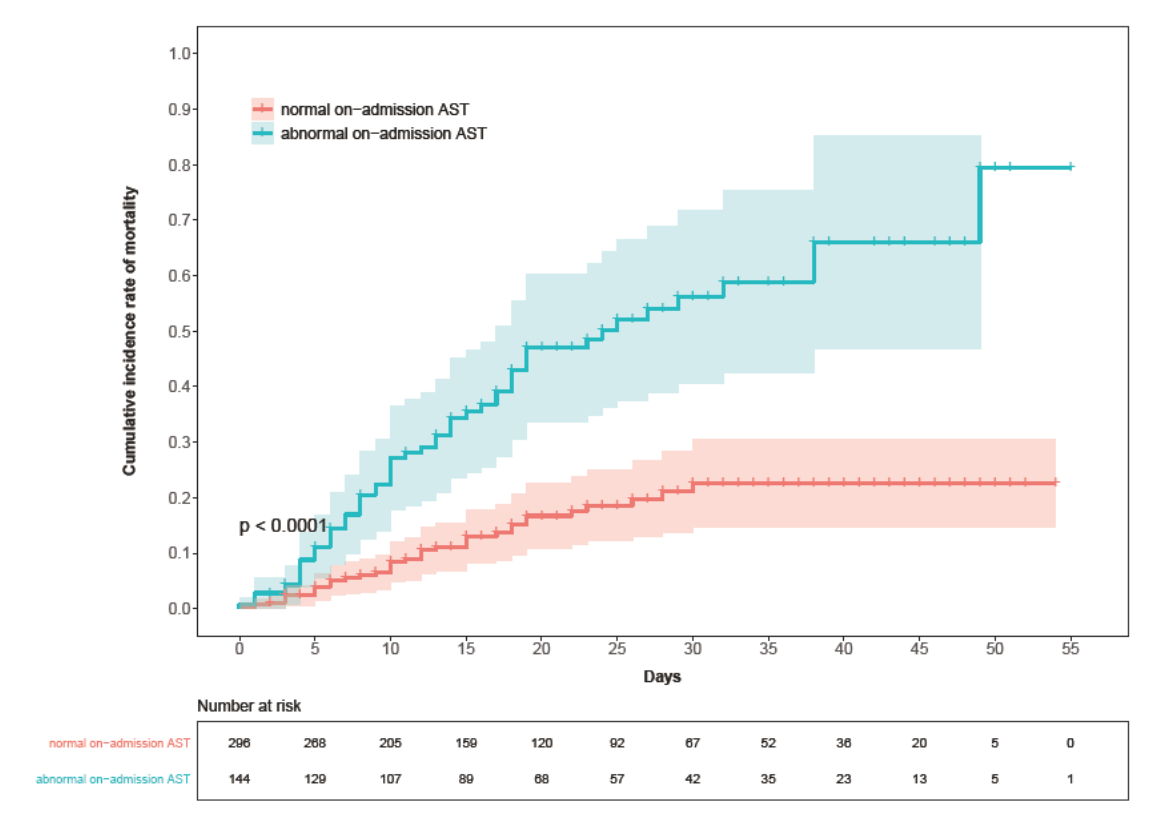 1.0
0.9
0.8
0.7
0.6
0.5
0.4
0.3
0.2
0.1
0.0
Cumulative incidence rate of mortality
normal on-admission AST
abnormal on-admission AST
p < 0.0001
0 5 10 15 20 25 30 35 40 45 50 55
Days
Number at risk
normal on-admission AST 296 268 205 159 120 92 67 52 36 20 5 0
abnormal on-admission AST 144 129 107 89 68 57 42 35 23 13 5 1